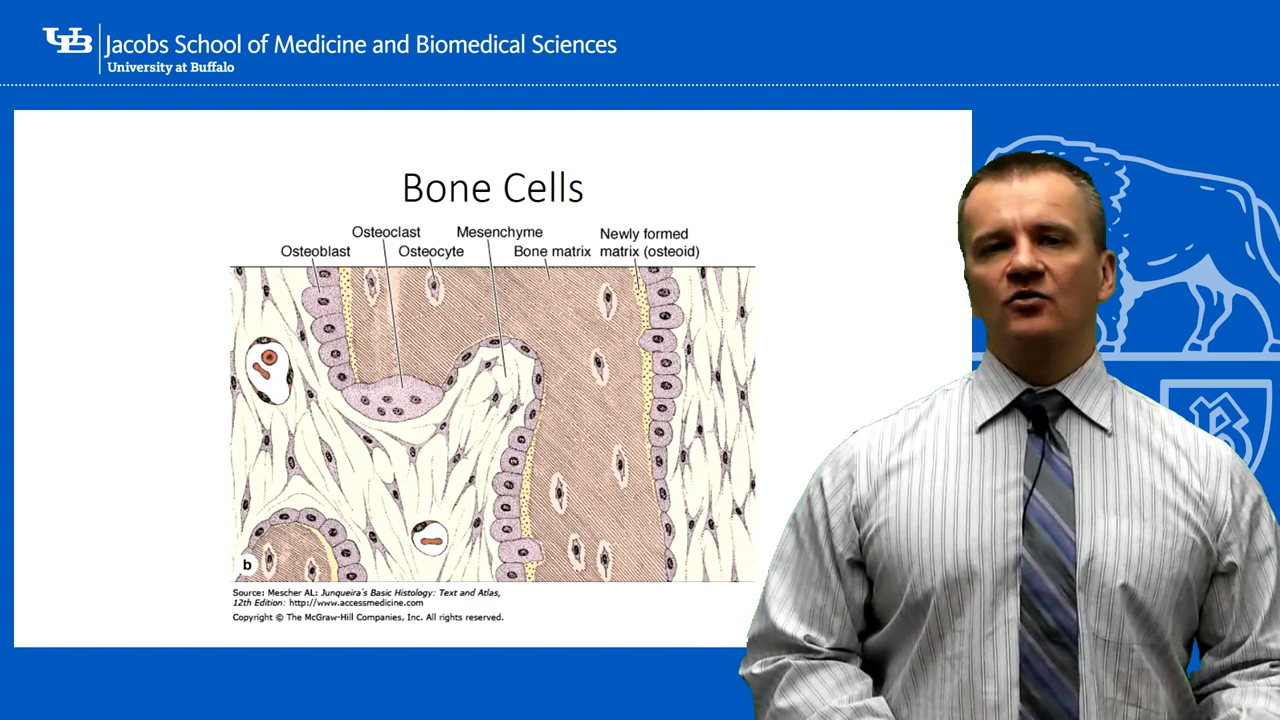 UB
Jacobs School of Medicine and Biomedical Sciences
University at Buffalo
Bone Cells
Osteoclast
Mesenchyme
Newly formed
Osteoblast
Osteocyte
Bone matrix
matrix (osteoid)
b
Source: Mescher AL: Junqueira's Basic Histology: Text and Atlas,
12th Edition: http://www.accessmedicine.com
Copyright © The McGraw-Hill Companies, Inc. All rights reserved.
B